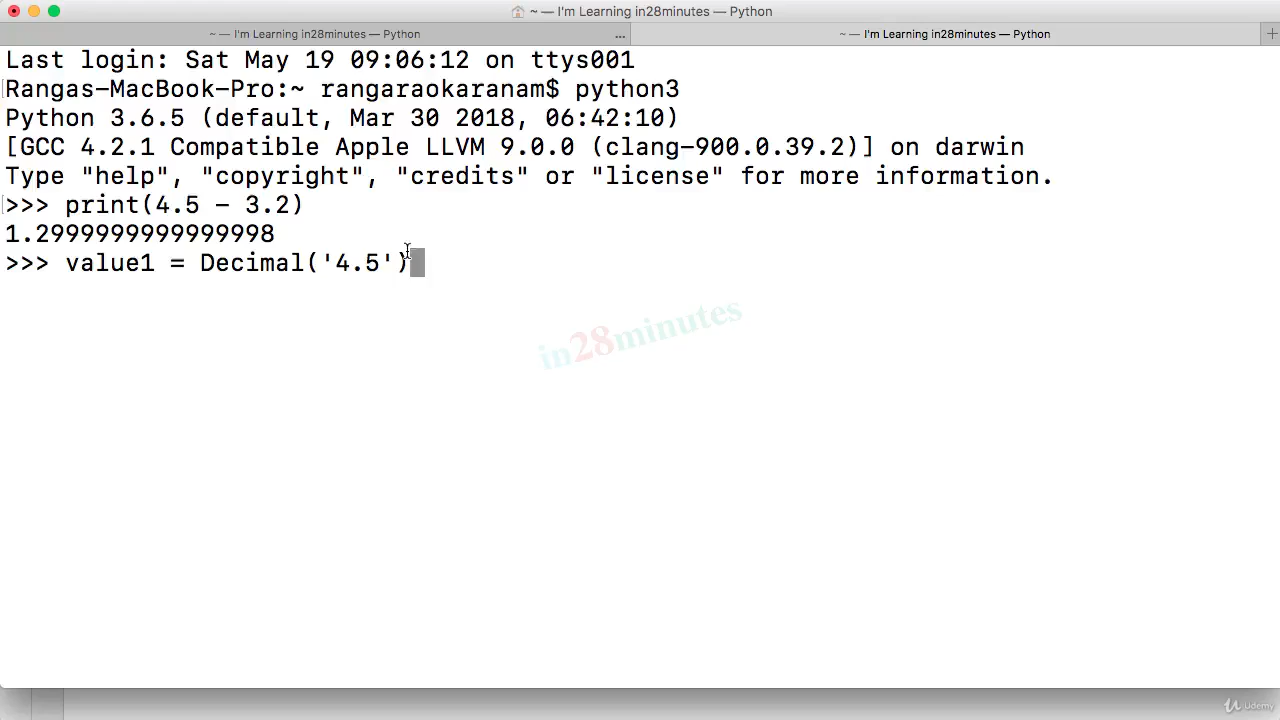 ~ — I'm Learning in28minutes — Python
~ — I'm Learning in28minutes — Python ...
~ — I'm Learning in28minutes — Python
Last login: Sat May 19 09:06:12 on ttys001
Rangas-MacBook-Pro:~ rangaraokaranam$ python3
Python 3.6.5 (default, Mar 30 2018, 06:42:10)
[GCC 4.2.1 Compatible Apple LLVM 9.0.0 (clang-900.0.39.2)] on darwin
Type "help", "copyright", "credits" or "license" for more information.
>>> print(4.5 - 3.2)
1.2999999999999998
>>> value1 = Decimal('4.5')
in28minutes
Udemy